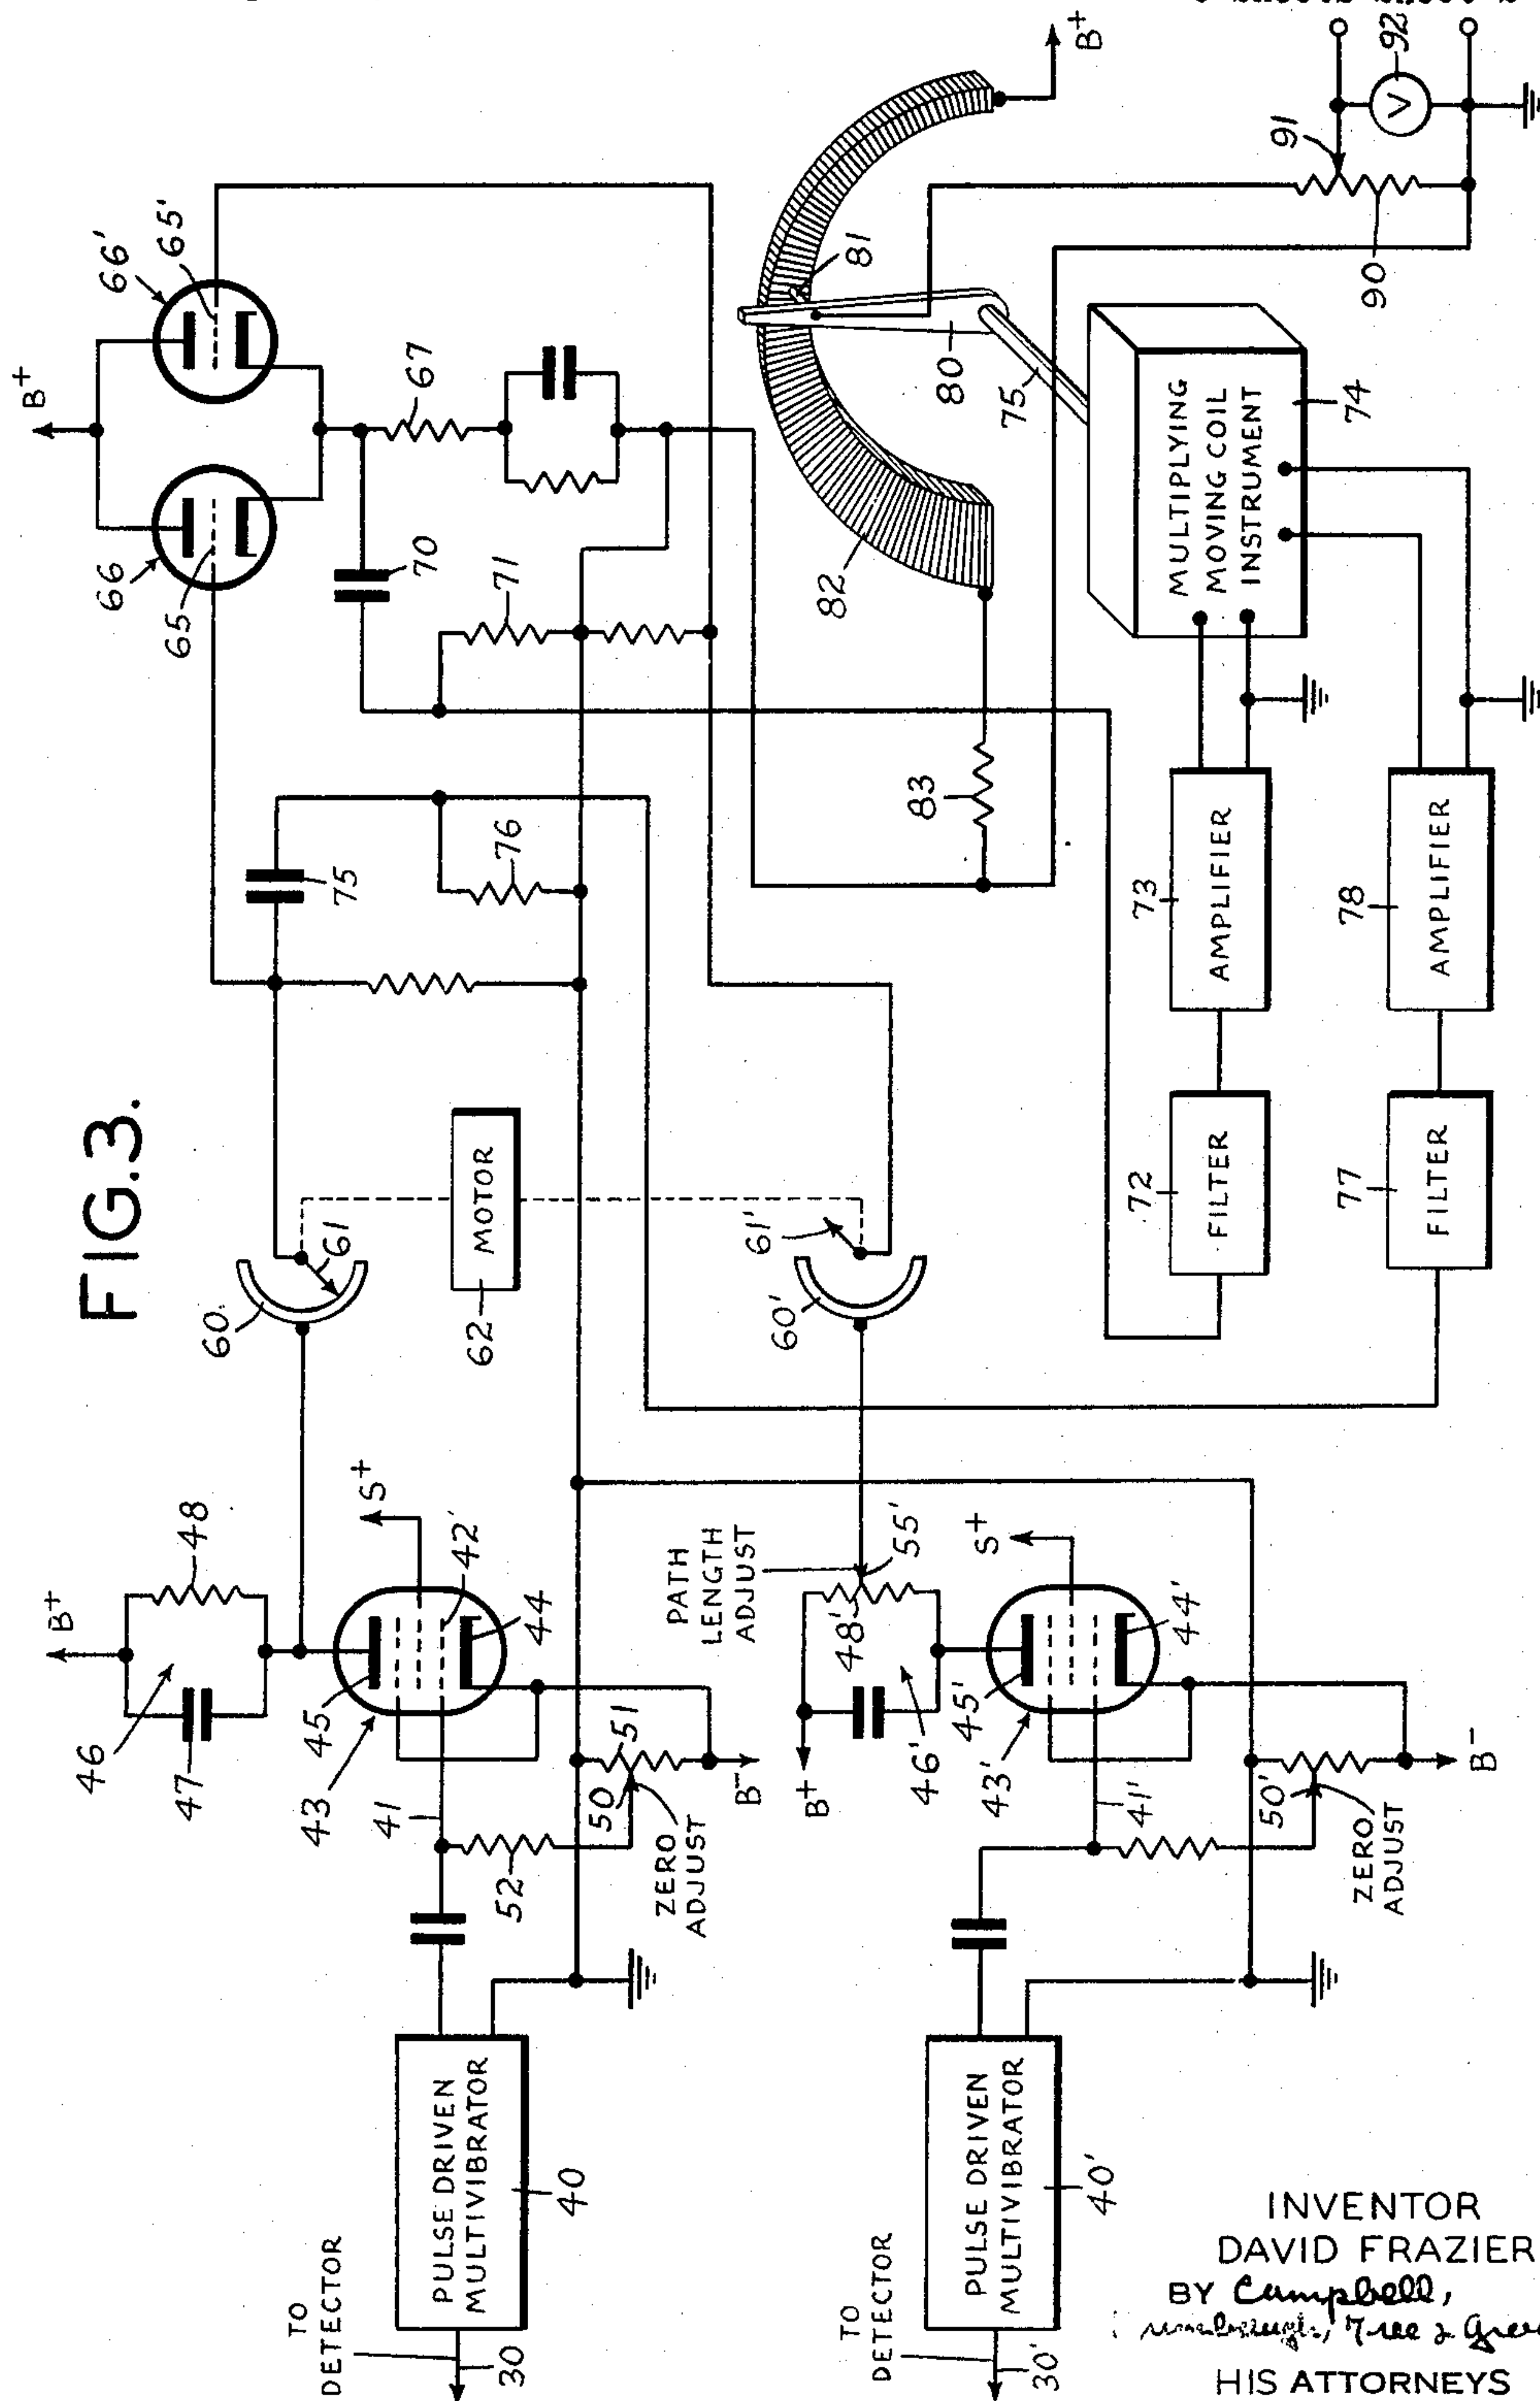 FIG.3.
B+
66
66'
65
65'
67
70
71
75
76
60
61
MOTOR
62
60'
61'
B+
48
46
47
45
43
41
42'
44
S+
50
51
52
ZERO
ADJUST
B-
PULSE DRIVEN
MULTIVIBRATOR
40
TO
DETECTOR
30
PATH
LENGTH
ADJUST
55'
48'
B+
46'
45'
43'
41'
44'
S+
50'
ZERO
ADJUST
B-
PULSE DRIVEN
MULTIVIBRATOR
40'
TO
DETECTOR
30'
82
81
80
75
83
B+
MULTIPLYING
MOVING COIL
INSTRUMENT
74
73
AMPLIFIER
72
FILTER
78
AMPLIFIER
77
FILTER
90
91
V
92
INVENTOR
DAVID FRAZIER
BY Campbell,
HIS ATTORNEYS